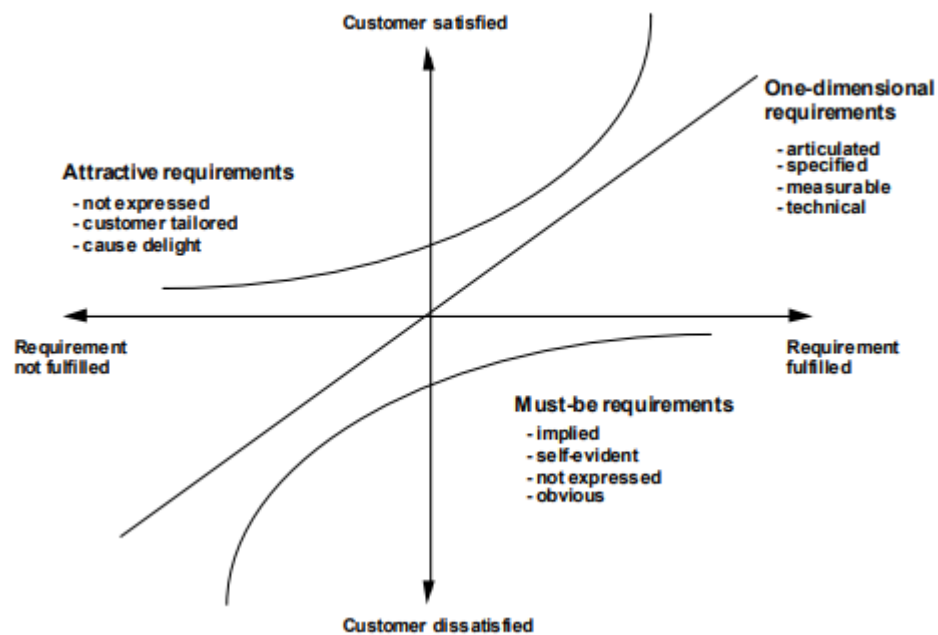 Customer satisfied
One-dimensional
requirements
- articulated
- specified
- measurable
- technical
Attractive requirements
- not expressed
- customer tailored
- cause delight
Requirement
not fulfilled
Requirement
fulfilled
Must-be requirements
- implied
- self-evident
- not expressed
- obvious
Customer dissatisfied